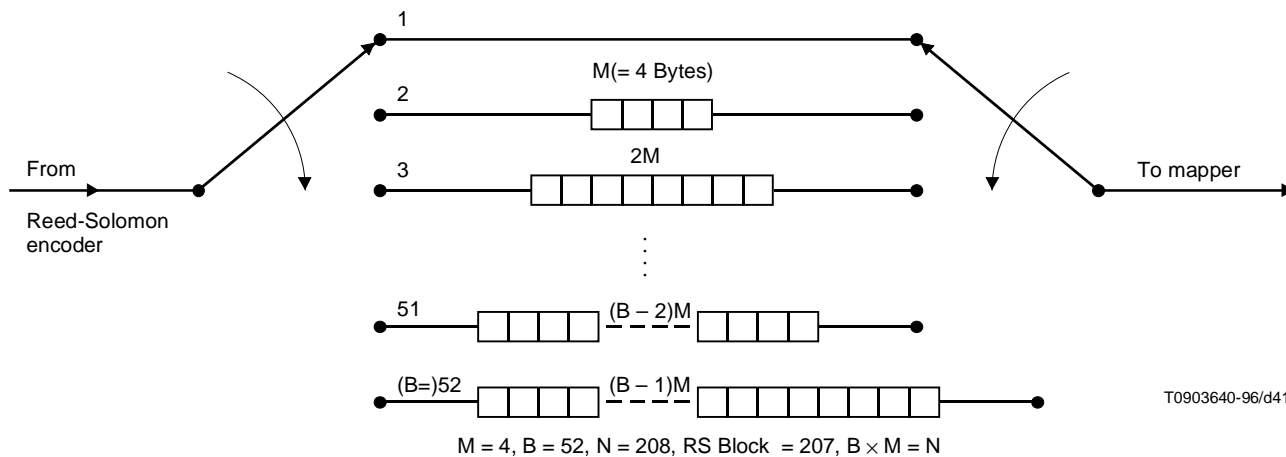 1
M(= 4 Bytes)
2
2M
From
3
To mapper
Reed-Solomon
encoder
51
(B – 2)M
(B=)52
(B – 1)M
T0903640-96/d41
M = 4, B = 52, N = 208, RS Block = 207, B × M = N